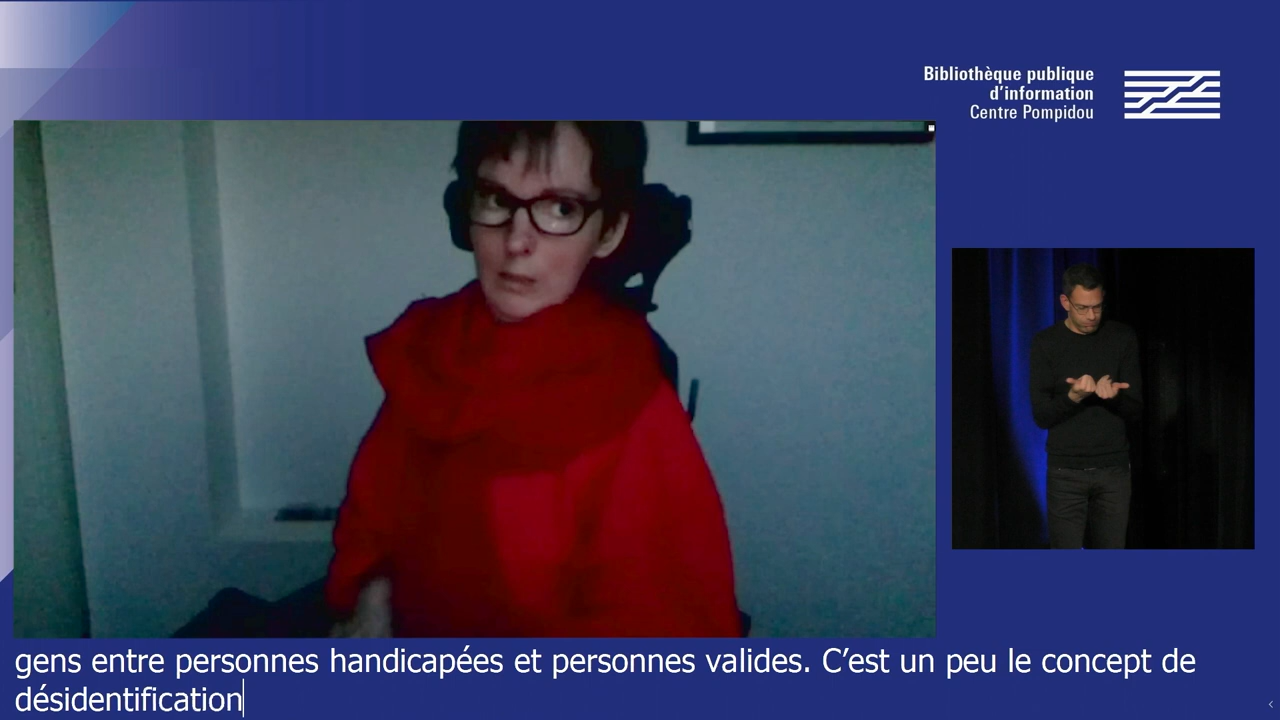 Bibliothèque publique
d’information
Centre Pompidou
gens entre personnes handicapées et personnes valides. C’est un peu le concept de
désidentification